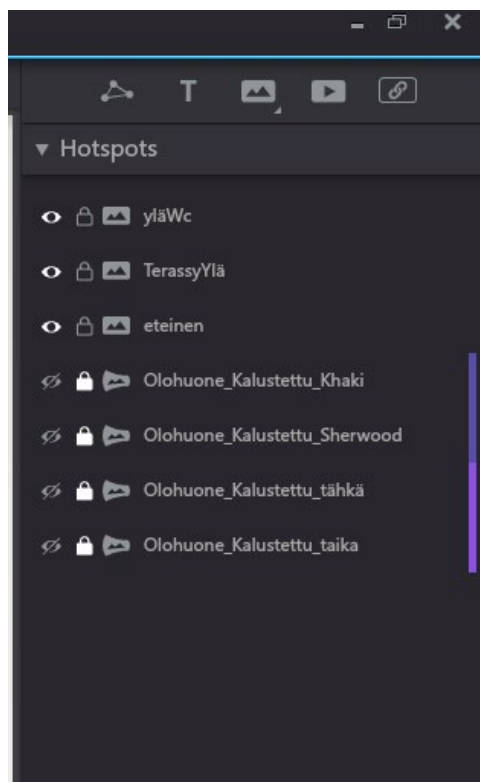 T
Hotspots
yläWc
TerassyYlä
eteinen
Olohuone_Kalustettu_Khaki
Olohuone_Kalustettu_Sherwood
Olohuone_Kalustettu_tähkä
Olohuone_Kalustettu_taika